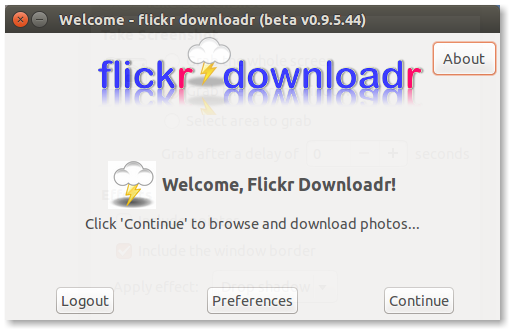 Welcome - flickr downloadr (beta v0.9.5.44)
Take Screenshot
flickr downloadr
About
Select area to grab
Grab after a delay of 0 - + seconds
Welcome, Flickr Downloadr!
Click 'Continue' to browse and download photos...
Include the window border
Apply effect: Drop shadow
Logout
Preferences
Continue